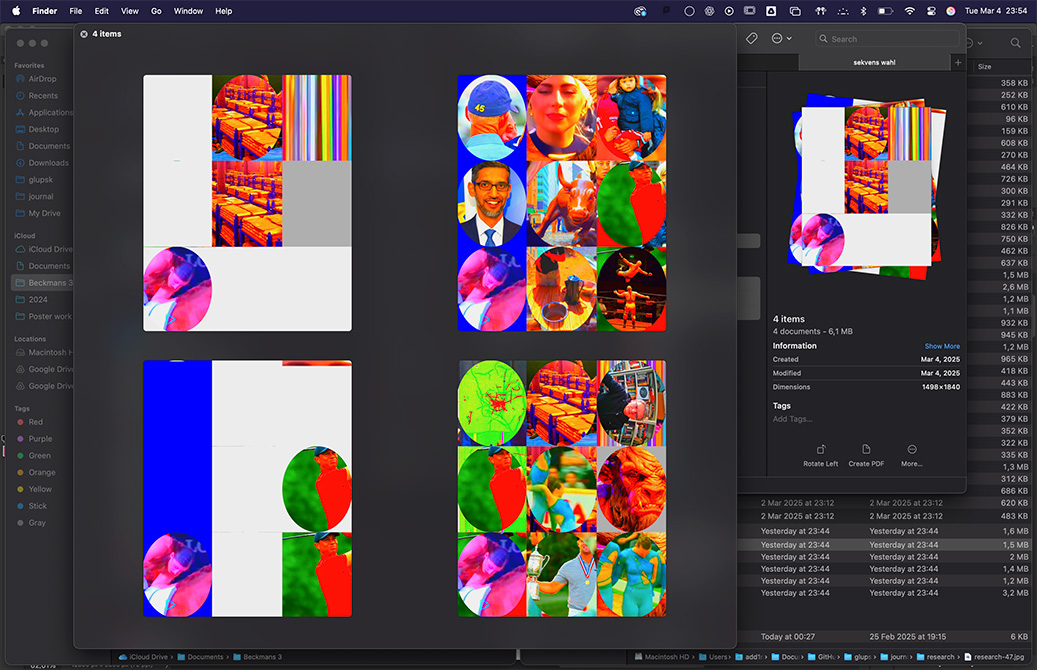 Finder File Edit View Go Window Help
Tue Mar 4 23:54
4 items
Search
sekvens wahl
Size
Favorites
AirDrop
Recents
Applications
Desktop
Documents
Downloads
glupsk
journal
My Drive
iCloud
iCloud Drive
Documents
Beckmans 3
2024
Poster work
Locations
Macintosh H
Google Drive
Google Drive
Tags
Red
Purple
Green
Orange
Yellow
Stick
Gray
45
4 items
4 documents - 6,1 MB
Information Show More
Created Mar 4, 2025
Modified Mar 4, 2025
Dimensions 1498×1840
Tags
Add Tags...
Rotate Left Create PDF More...
358 KB
252 KB
610 KB
96 KB
159 KB
608 KB
270 KB
464 KB
726 KB
300 KB
291 KB
332 KB
826 KB
750 KB
462 KB
637 KB
1,5 MB
2,6 MB
1,2 MB
1,1 MB
932 KB
945 KB
1,2 MB
965 KB
418 KB
443 KB
883 KB
422 KB
379 KB
352 KB
322 KB
335 KB
1,3 MB
312 KB
686 KB
2 Mar 2025 at 23:12 2 Mar 2025 at 23:12 620 KB
2 Mar 2025 at 23:12 2 Mar 2025 at 23:12 483 KB
Yesterday at 23:44 Yesterday at 23:44 1,6 MB
Yesterday at 23:44 Yesterday at 23:44 1,5 MB
Yesterday at 23:44 Yesterday at 23:44 2 MB
Yesterday at 23:44 Yesterday at 23:44 1,4 MB
Yesterday at 23:44 Yesterday at 23:44 1,2 MB
Yesterday at 23:44 Yesterday at 23:44 3,2 MB
Today at 00:27 25 Feb 2025 at 19:15 6 KB
iCloud Drive › Documents › Beckmans 3
Macintosh HD › Users › add1 › Docu › GitH › glups › journ › research › research-47.jpg